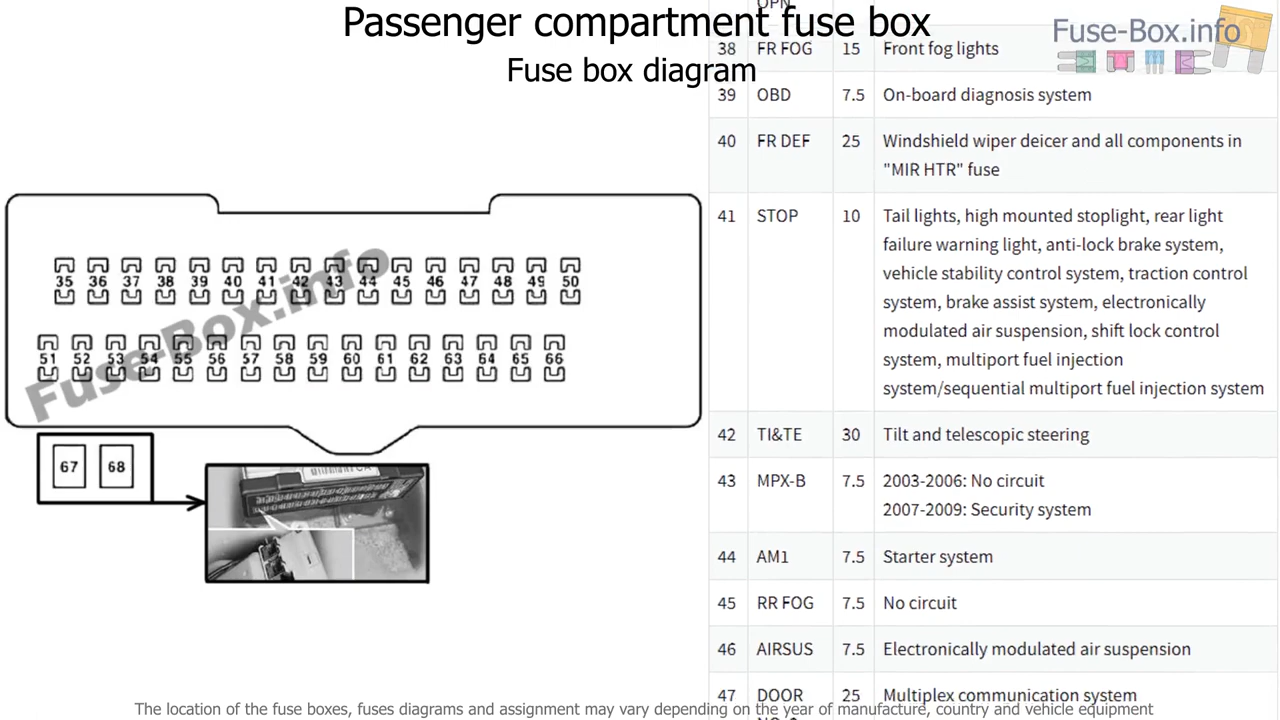 Passenger compartment fuse box
Fuse box diagram
Fuse-Box.info
OPN
38 FR FOG 15 Front fog lights
39 OBD 7.5 On-board diagnosis system
40 FR DEF 25 Windshield wiper deicer and all components in
"MIR HTR" fuse
41 STOP 10 Tail lights, high mounted stoplight, rear light
failure warning light, anti-lock brake system,
vehicle stability control system, traction control
system, brake assist system, electronically
modulated air suspension, shift lock control
system, multiport fuel injection
system/sequential multiport fuel injection system
42 TI&TE 30 Tilt and telescopic steering
43 MPX-B 7.5 2003-2006: No circuit
2007-2009: Security system
44 AM1 7.5 Starter system
45 RR FOG 7.5 No circuit
46 AIRSUS 7.5 Electronically modulated air suspension
47 DOOR 25 Multiplex communication system
35 36 37 38 39 40 41 42 43 44 45 46 47 48 49 50
51 52 53 54 55 56 57 58 59 60 61 62 63 64 65 66
Fuse-Box.info
67 68
The location of the fuse boxes, fuses diagrams and assignment may vary depending on the year of manufacture, country and vehicle equipment